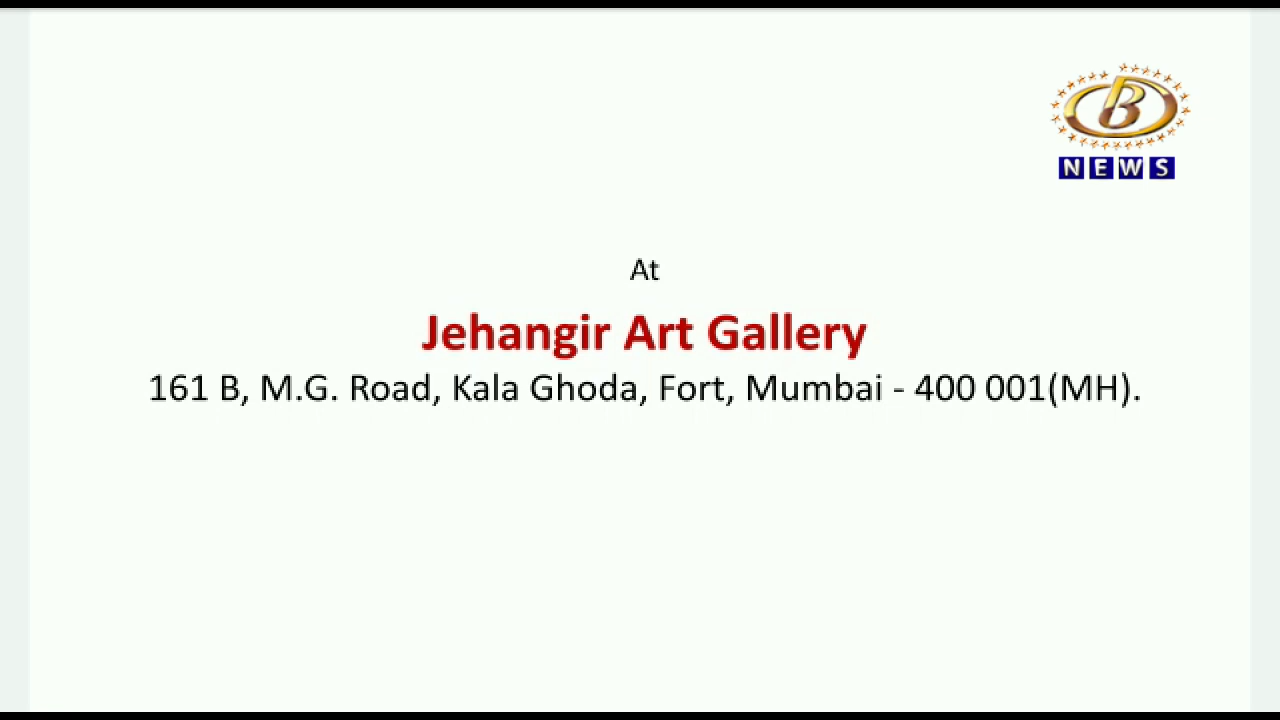 B
NEWS
At
Jehangir Art Gallery
161 B, M.G. Road, Kala Ghoda, Fort, Mumbai - 400 001(MH).